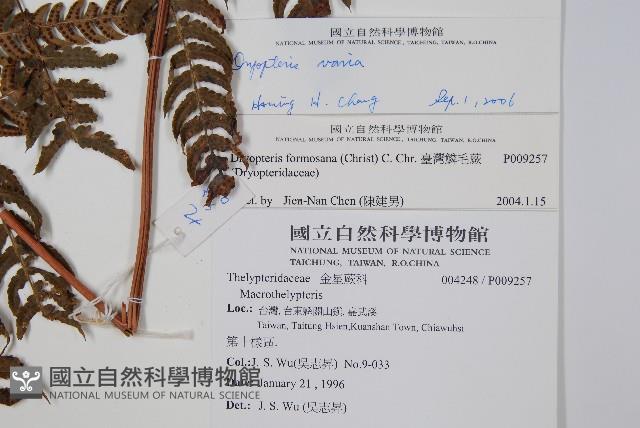 國立自然科學博物館
NATIONAL MUSEUM OF NATURAL SCIENCE, TAICHUNG, TAIWAN, R.O.CHINA
Dryopteris varia
H. Chang Sep. 1, 2006
國立自然科學博物館
NATIONAL MUSEUM OF NATURAL SCIENCE, TAICHUNG, TAIWAN, R.O.CHINA
Dryopteris formosana (Christ) C. Chr. 臺灣鱗毛蕨 P009257
(Dryopteridaceae)
by Jien-Nan Chen (陳建男) 2004.1.15
國立自然科學博物館
NATIONAL MUSEUM OF NATURAL SCIENCE
TAICHUNG, TAIWAN, R.O.CHINA
Thelypteridaceae 金星蕨科 004248 / P009257
Macrothelypteris
Loc.: 台灣, 台東縣關山鎮,
Taiwan, Taitung Hsien,Kuanshan Town, Chiawuhsi
Col.:J. S. Wu(吳志昇) No.9-033
Date: January 21 , 1996
Det.: J. S. Wu (吳志昇)
國立自然科學博物館
NATIONAL MUSEUM OF NATURAL SCIENCE